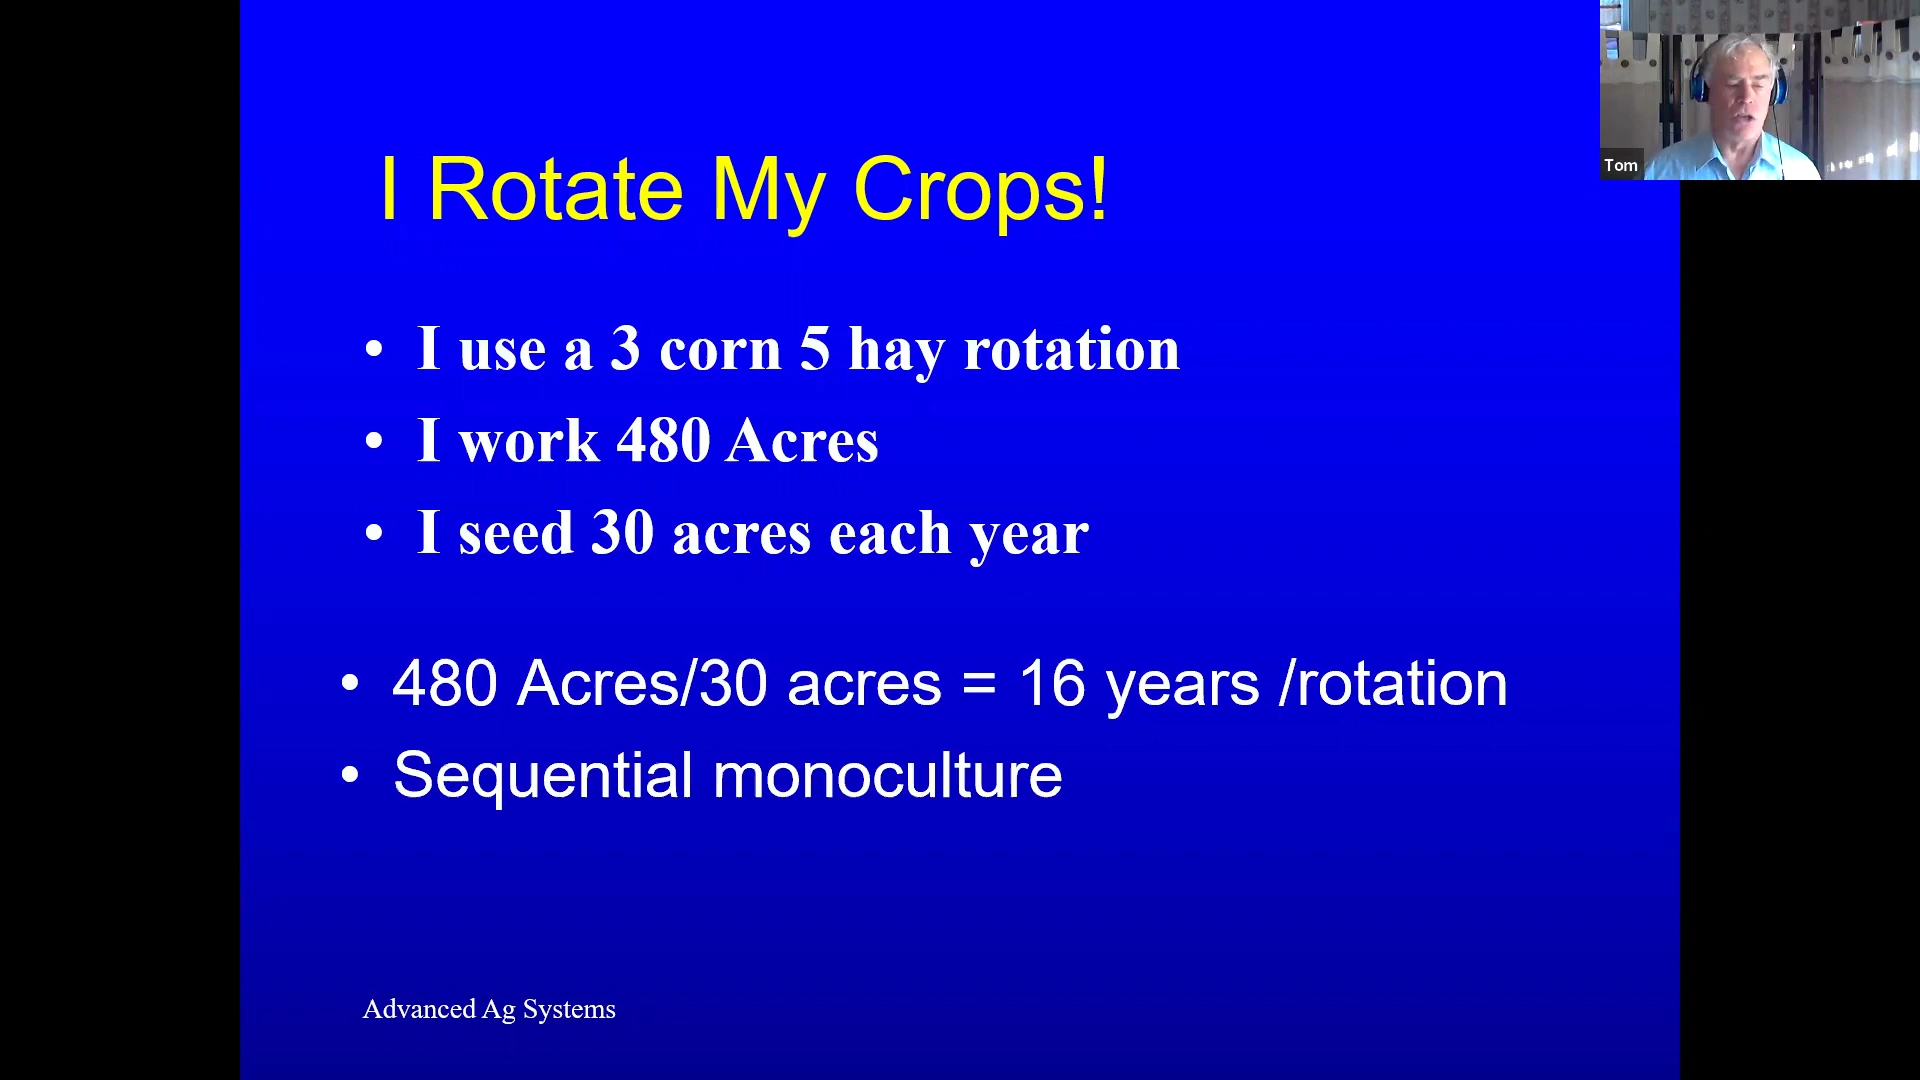 I Rotate My Crops!
• I use a 3 corn 5 hay rotation
• I work 480 Acres
• I seed 30 acres each year
• 480 Acres/30 acres = 16 years /rotation
• Sequential monoculture
Advanced Ag Systems
Tom